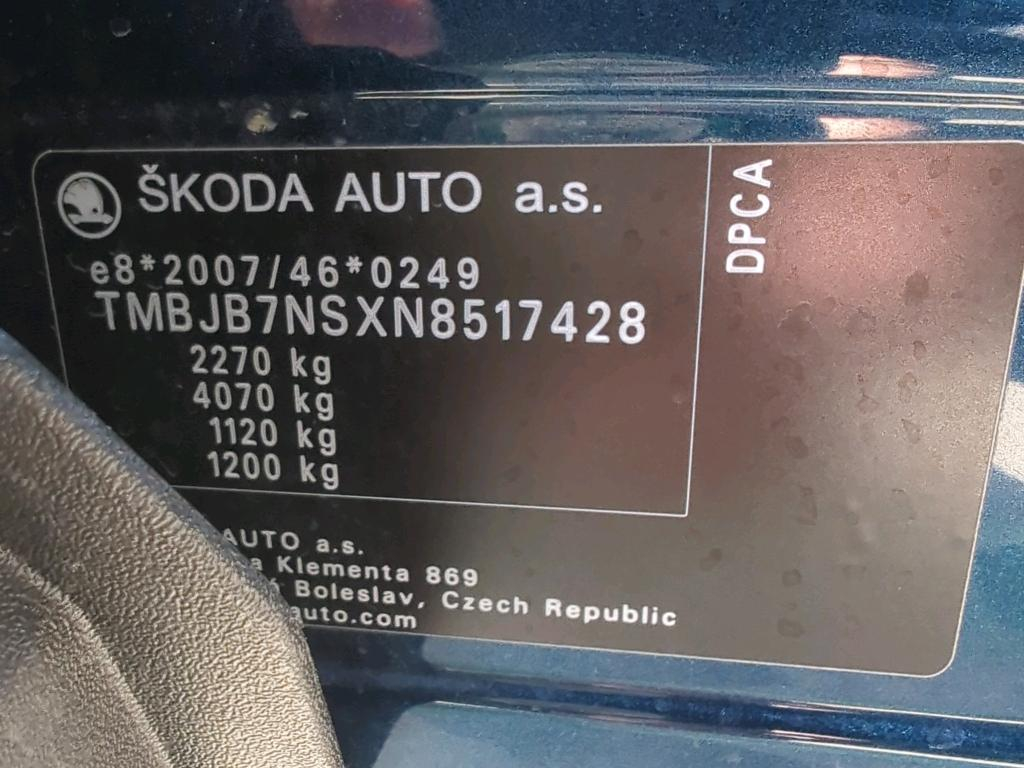 ŠKODA AUTO a.s.
e8*2007/46*0249
TMBJB7NSXN8517428
2270 kg
4070 kg
1120 kg
1200 kg
DPCA
AUTO a.s.
Klementa 869
Boleslav, Czech Republic
auto.com